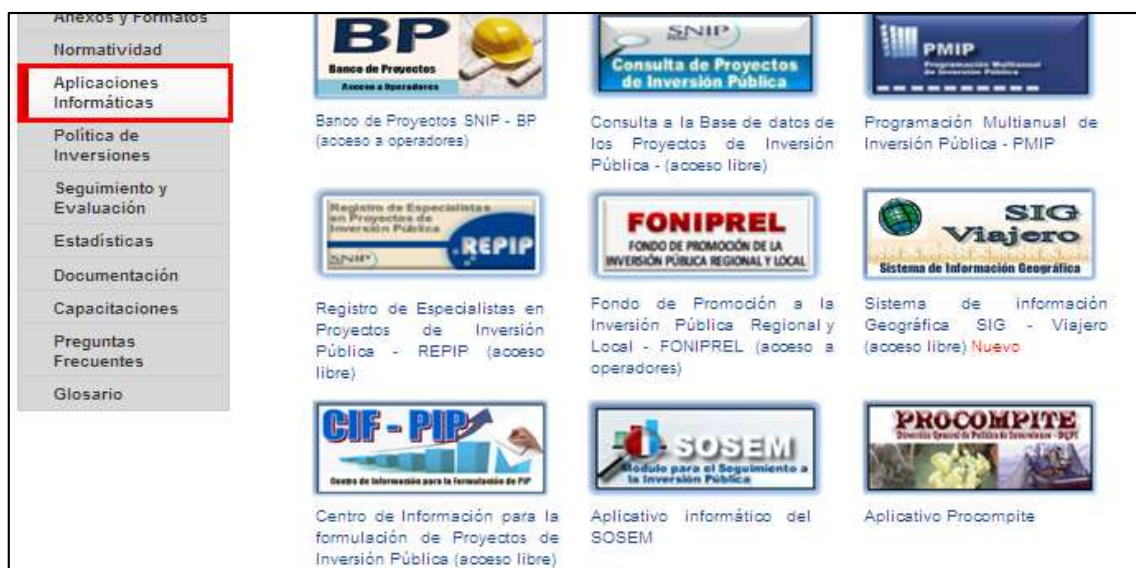 Anexos y Formatos
Normatividad
Aplicaciones
Informáticas
Política de
Inversiones
Seguimiento y
Evaluación
Estadísticas
Documentación
Capacitaciones
Preguntas
Frecuentes
Glosario
BP
Banco de Proyectos
Acceso a Operadores
Banco de Proyectos SNIP - BP
(acceso a operadores)
SNIP
Consulta de Proyectos
de Inversión Pública
Consulta a la Base de datos de
los Proyectos de Inversión
Pública - (acceso libre)
PMIP
Programación Multianual
de Inversión Pública
Programación Multianual de
Inversión Pública - PMIP
Registro de Especialistas
en Proyectos de
Inversión Pública
SNIP
.REPIP
Registro de Especialistas en
Proyectos de Inversión
Pública - REPIP (acceso
libre)
FONIPREL
FONDO DE PROMOCIÓN DE LA
INVERSIÓN PÚBLICA REGIONAL Y LOCAL
Fondo de Promoción a la
Inversión Pública Regional y
Local - FONIPREL (acceso a
operadores)
SIG
Viajero
Sistema de Información Geográfica
Sistema de información
Geográfica SIG - Viajero
(acceso libre) Nuevo
CIF - PIP
Centro de Información para la Formulación de PIP
Centro de Información para la
formulación de Proyectos de
Inversión Pública (acceso libre)
SOSEM
Módulo para el Seguimiento a
la Inversión Pública
Aplicativo informático del
SOSEM
PROCOMPITE
Dirección General de Política de Inversiones - DGPI
Aplicativo Procompite